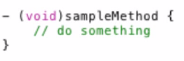 - (void)sampleMethod {
    // do something
}